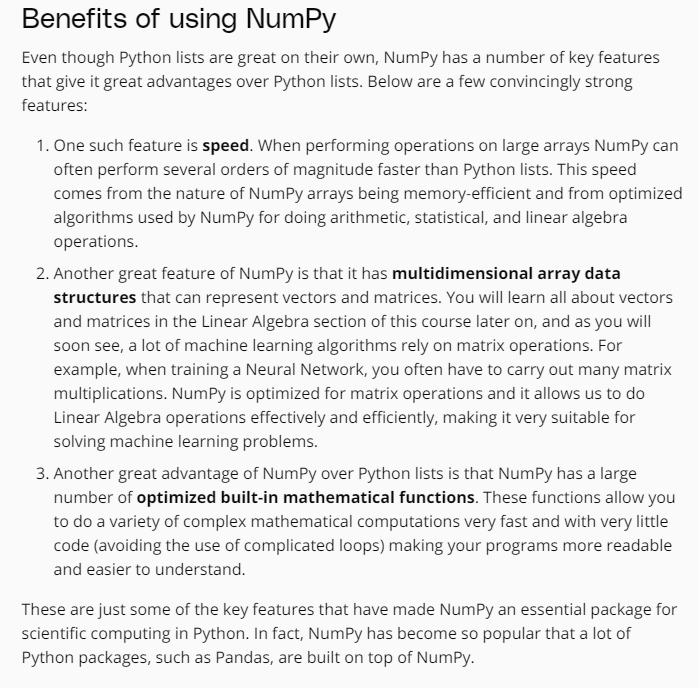 Benefits of using NumPy
Even though Python lists are great on their own, NumPy has a number of key features
that give it great advantages over Python lists. Below are a few convincingly strong
features:
1. One such feature is speed. When performing operations on large arrays NumPy can
often perform several orders of magnitude faster than Python lists. This speed
comes from the nature of NumPy arrays being memory-efficient and from optimized
algorithms used by NumPy for doing arithmetic, statistical, and linear algebra
operations.
2. Another great feature of NumPy is that it has multidimensional array data
structures that can represent vectors and matrices. You will learn all about vectors
and matrices in the Linear Algebra section of this course later on, and as you will
soon see, a lot of machine learning algorithms rely on matrix operations. For
example, when training a Neural Network, you often have to carry out many matrix
multiplications. NumPy is optimized for matrix operations and it allows us to do
Linear Algebra operations effectively and efficiently, making it very suitable for
solving machine learning problems.
3. Another great advantage of NumPy over Python lists is that NumPy has a large
number of optimized built-in mathematical functions. These functions allow you
to do a variety of complex mathematical computations very fast and with very little
code (avoiding the use of complicated loops) making your programs more readable
and easier to understand.
These are just some of the key features that have made NumPy an essential package for
scientific computing in Python. In fact, NumPy has become so popular that a lot of
Python packages, such as Pandas, are built on top of NumPy.